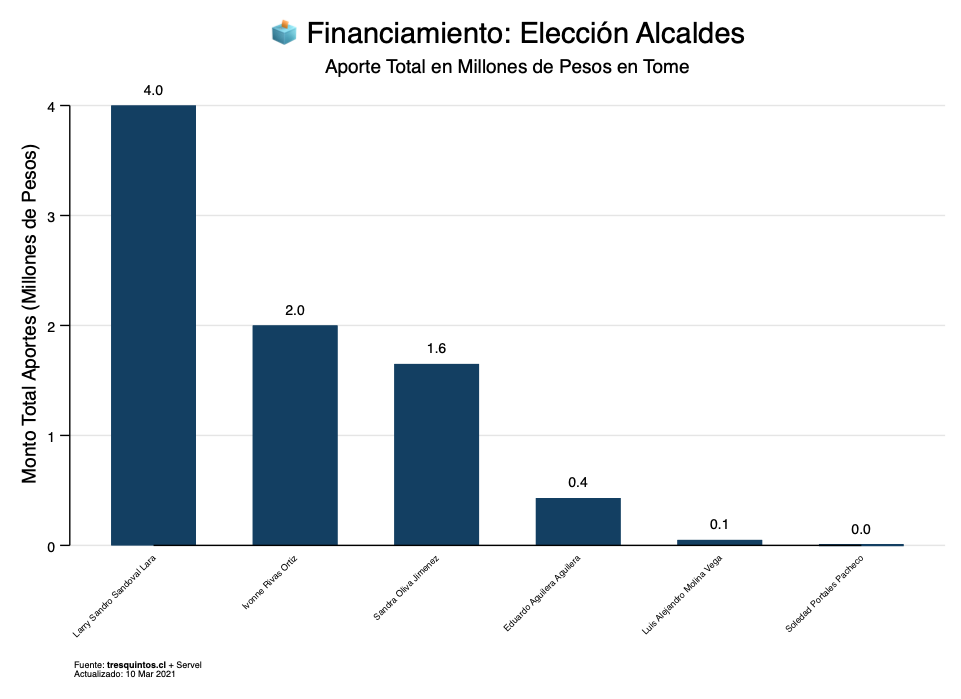 🗳️ Financiamiento: Elección Alcaldes
Aporte Total en Millones de Pesos en Tome
Monto Total Aportes (Millones de Pesos)
4
3
2
1
0
4.0
2.0
1.6
0.4
0.1
0.0
Larry Sandro Sandoval Lara
Ivonne Rivas Ortiz
Sandra Oliva Jimenez
Eduardo Aguilera Aguilera
Luis Alejandro Molina Vega
Soledad Portales Pacheco
Fuente: tresquintos.cl + Servel
Actualizado: 10 Mar 2021